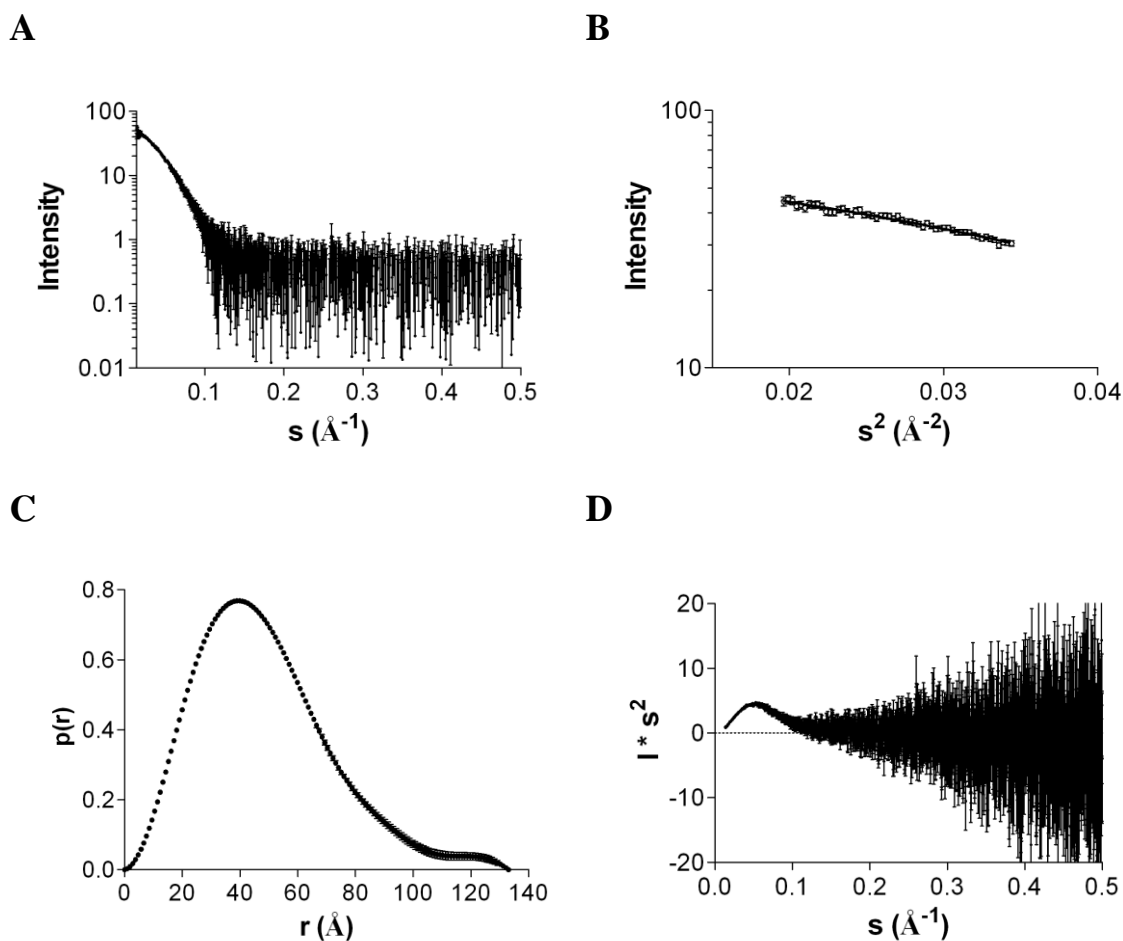 A
B
100
10
1
0.1
0.01
Intensity
0.1 0.2 0.3 0.4 0.5
s (Å⁻¹)
100
10
Intensity
0.02 0.03 0.04
s² (Å⁻²)
C
D
0.8
0.6
0.4
0.2
0.0
p(r)
0 20 40 60 80 100 120 140
r (Å)
20
10
0
-10
-20
I * s²
0.0 0.1 0.2 0.3 0.4 0.5
s (Å⁻¹)